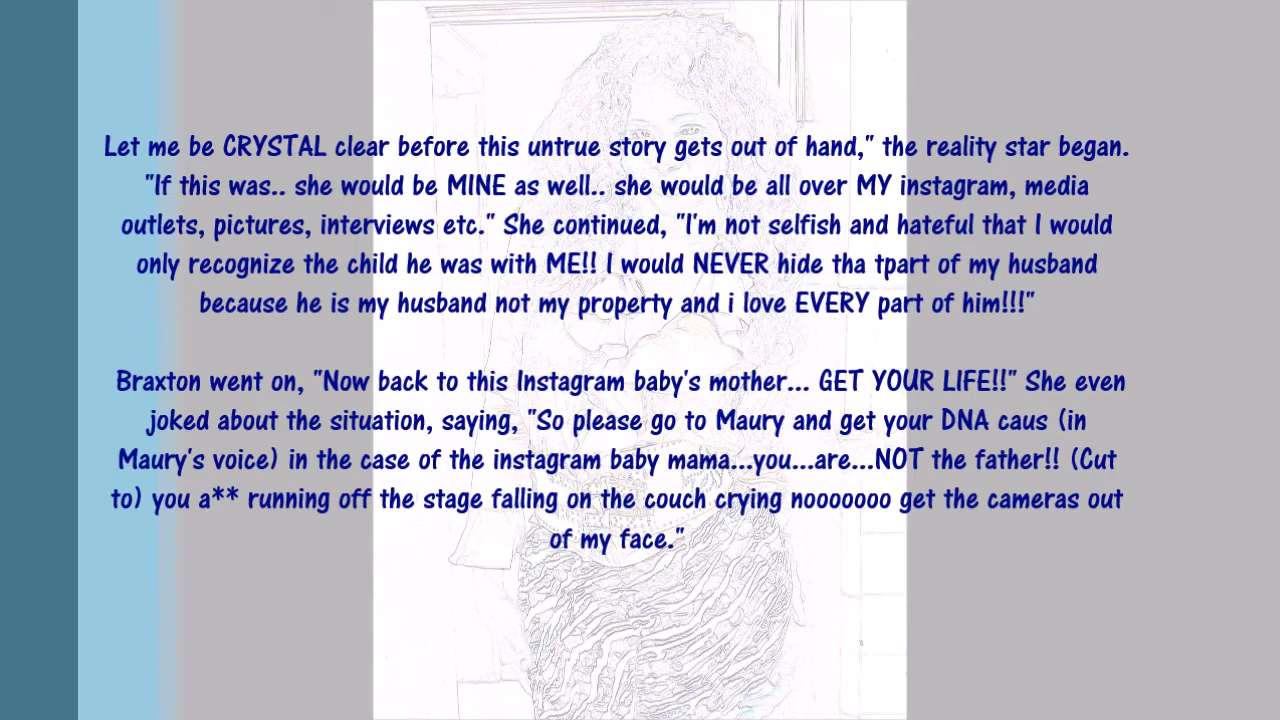 Let me be CRYSTAL clear before this untrue story gets out of hand," the reality star began.
"If this was.. she would be MINE as well.. she would be all over MY instagram, media
outlets, pictures, interviews etc." She continued, "I'm not selfish and hateful that I would
only recognize the child he was with ME!! I would NEVER hide tha tpart of my husband
because he is my husband not my property and i love EVERY part of him!!!"
Braxton went on, "Now back to this Instagram baby's mother... GET YOUR LIFE!!" She even
joked about the situation, saying, "So please go to Maury and get your DNA caus (in
Maury's voice) in the case of the instagram baby mama...you...are...NOT the father!! (Cut
to) you a** running off the stage falling on the couch crying nooooooo get the cameras out
of my face."